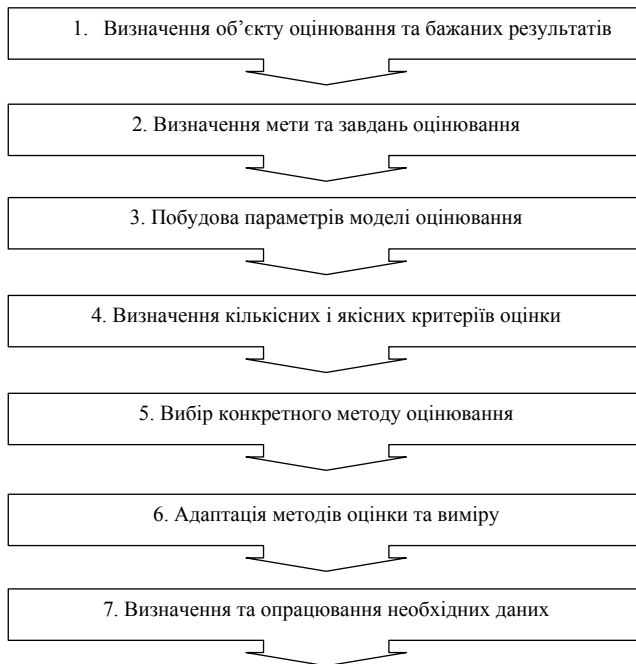 1. Визначення об’єкту оцінювання та бажаних результатів
2. Визначення мети та завдань оцінювання
3. Побудова параметрів моделі оцінювання
4. Визначення кількісних і якісних критеріїв оцінки
5. Вибір конкретного методу оцінювання
6. Адаптація методів оцінки та виміру
7. Визначення та опрацювання необхідних даних